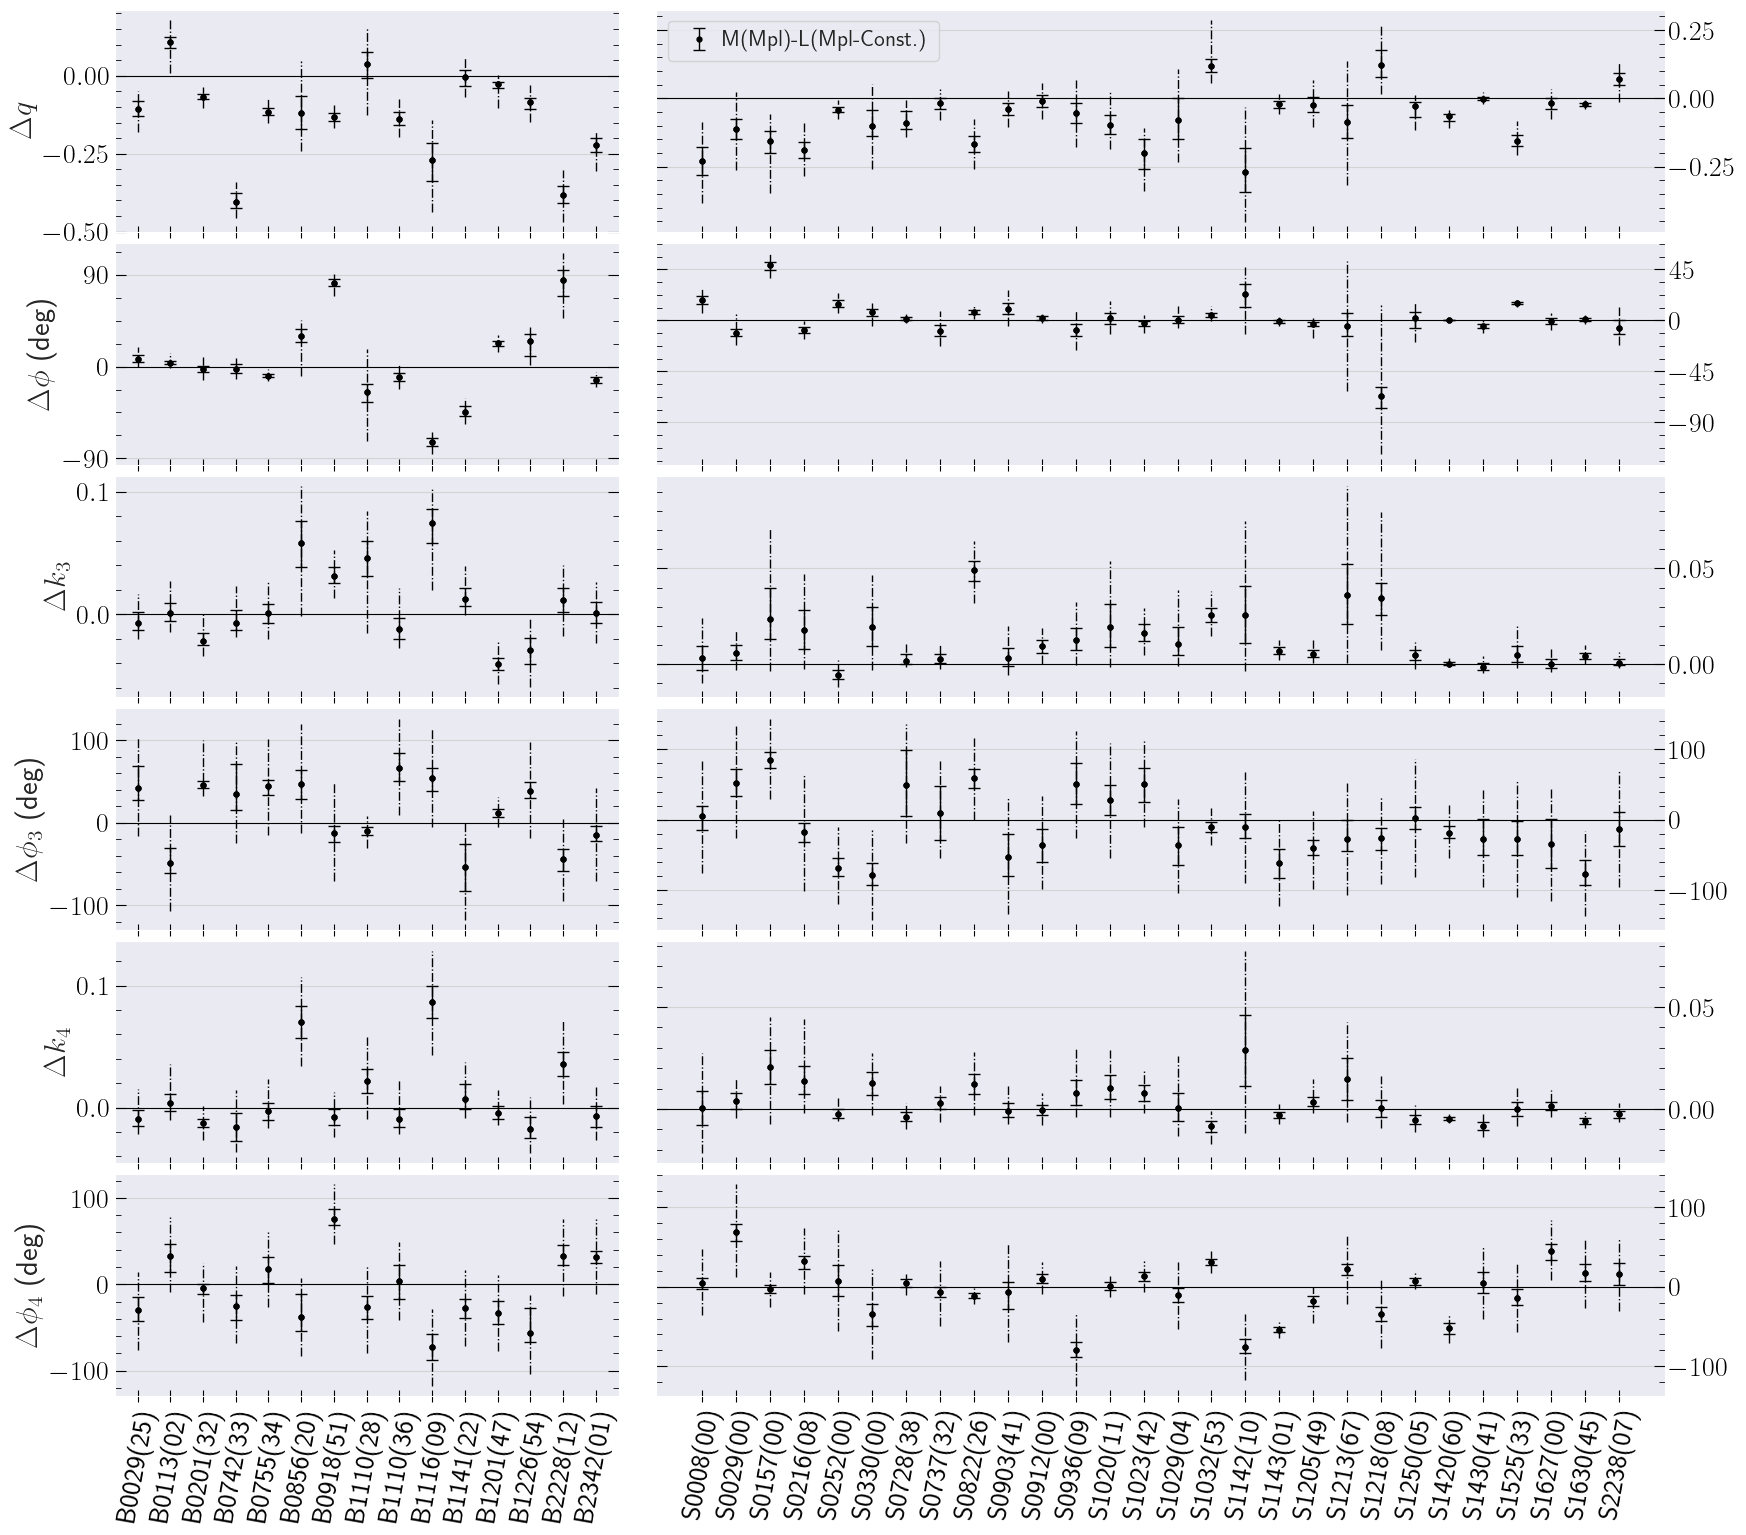 M(Mpl)-L(Mpl-Const.)
Δq
0.00
−0.25
−0.50
0.25
0.00
−0.25
Δϕ (deg)
90
0
−90
45
0
−45
−90
Δk₃
0.1
0.0
0.05
0.00
Δϕ₃ (deg)
100
0
−100
100
0
−100
Δk₄
0.1
0.0
0.05
0.00
Δϕ₄ (deg)
100
0
−100
100
0
−100
B0029(25)
B0113(02)
B0201(32)
B0742(33)
B0755(34)
B0856(20)
B0918(51)
B1110(28)
B1110(36)
B1116(09)
B1141(22)
B1201(47)
B1226(54)
B2228(12)
B2342(01)
S0008(00)
S0029(00)
S0157(00)
S0216(08)
S0252(00)
S0330(00)
S0728(38)
S0737(32)
S0822(26)
S0903(41)
S0912(00)
S0936(09)
S1020(11)
S1023(42)
S1029(04)
S1032(53)
S1142(10)
S1143(01)
S1205(49)
S1213(67)
S1218(08)
S1250(05)
S1420(60)
S1430(41)
S1525(33)
S1627(00)
S1630(45)
S2238(07)